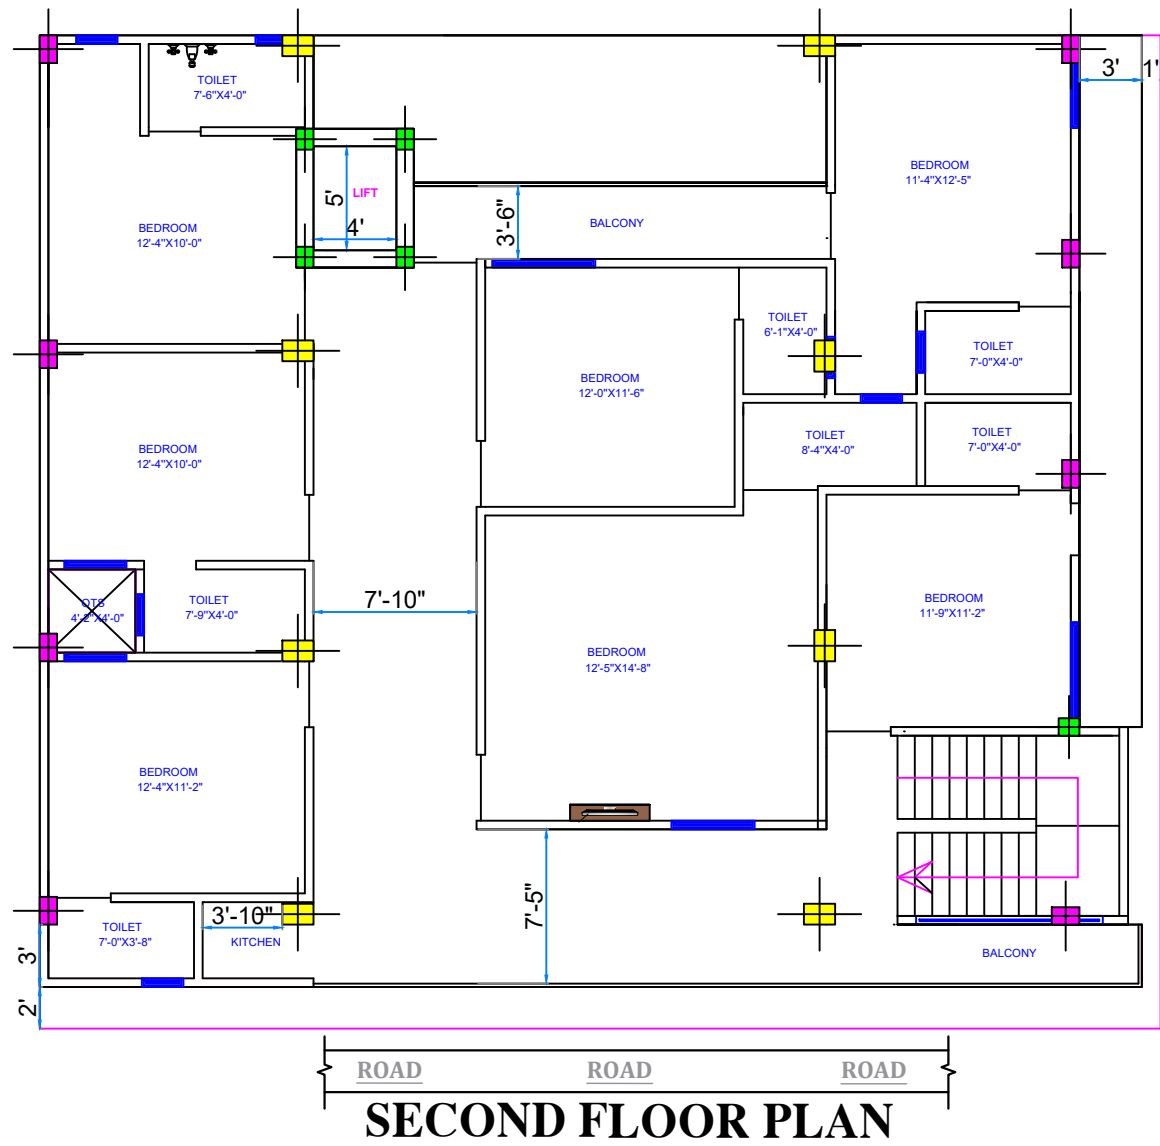 3'
1'
TOILET
7'-6"X4'-0"
BEDROOM
11'-4"X12'-5"
LIFT
5'
4'
3'-6"
BALCONY
BEDROOM
12'-4"X10'-0"
TOILET
6'-1"X4'-0"
TOILET
7'-0"X4'-0"
BEDROOM
12'-0"X11'-6"
TOILET
8'-4"X4'-0"
TOILET
7'-0"X4'-0"
BEDROOM
12'-4"X10'-0"
OTS
4'-2"X4'-0"
TOILET
7'-9"X4'-0"
7'-10"
BEDROOM
11'-9"X11'-2"
BEDROOM
12'-5"X14'-8"
BEDROOM
12'-4"X11'-2"
7'-5"
3'-10"
TOILET
7'-0"X3'-8"
KITCHEN
BALCONY
3'
2'
ROAD ROAD ROAD
SECOND FLOOR PLAN